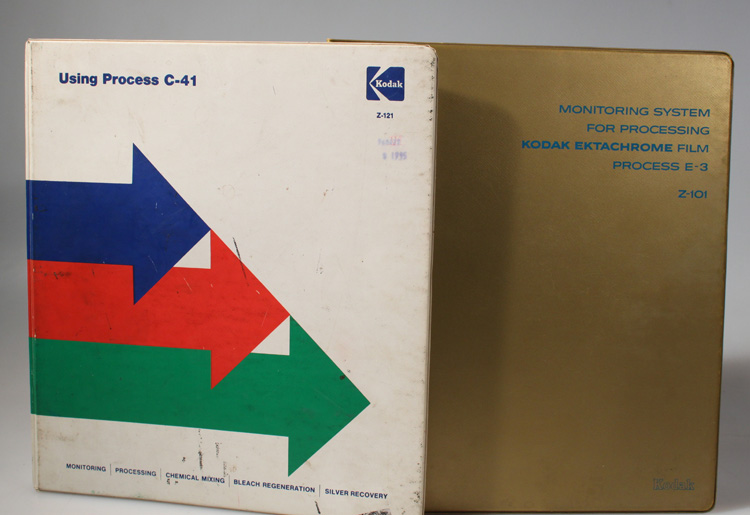 Using Process C-41
Kodak
Z-121
1995
MONITORING | PROCESSING | CHEMICAL MIXING | BLEACH REGENERATION | SILVER RECOVERY
MONITORING SYSTEM
FOR PROCESSING
KODAK EKTACHROME FILM
PROCESS E-3
Z-101
Kodak